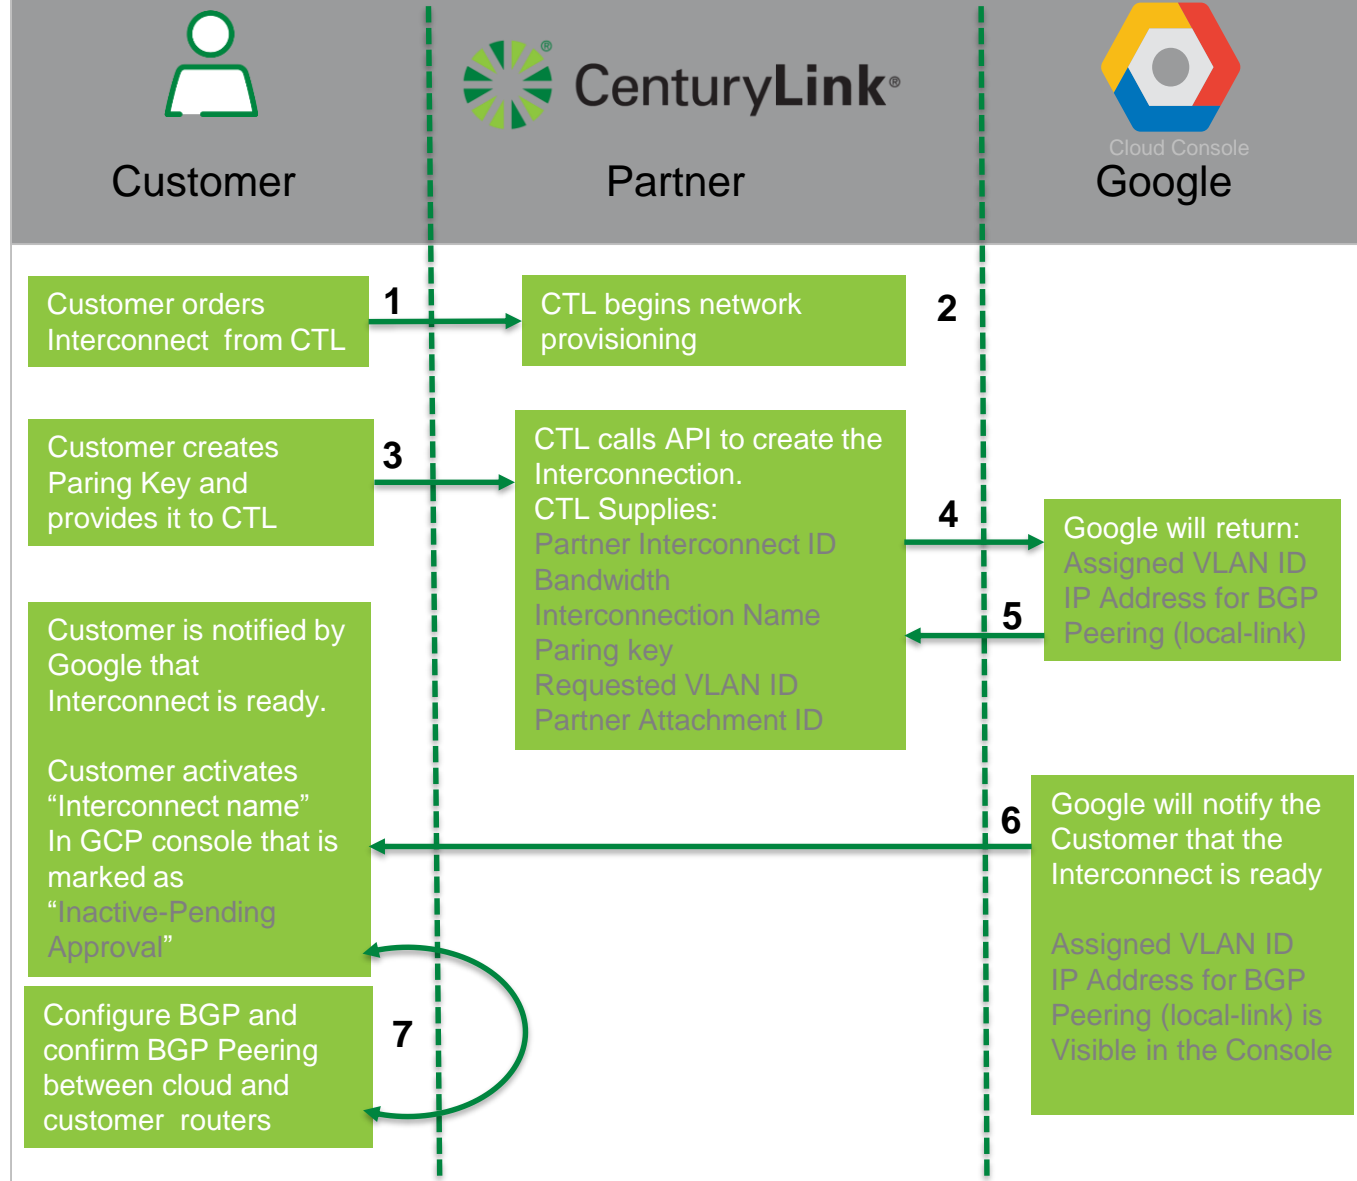 CenturyLink®
Cloud Console
Customer
Partner
Google
Customer orders
Interconnect from CTL
1
CTL begins network
provisioning
2
Customer creates
Paring Key and
provides it to CTL
3
CTL calls API to create the
Interconnection.
CTL Supplies:
Partner Interconnect ID
Bandwidth
Interconnection Name
Paring key
Requested VLAN ID
Partner Attachment ID
4
Google will return:
Assigned VLAN ID
IP Address for BGP
Peering (local-link)
5
Customer is notified by
Google that
Interconnect is ready.
Customer activates
“Interconnect name”
In GCP console that is
marked as
“Inactive-Pending
Approval”
6
Google will notify the
Customer that the
Interconnect is ready
Assigned VLAN ID
IP Address for BGP
Peering (local-link) is
Visible in the Console
Configure BGP and
confirm BGP Peering
between cloud and
customer routers
7